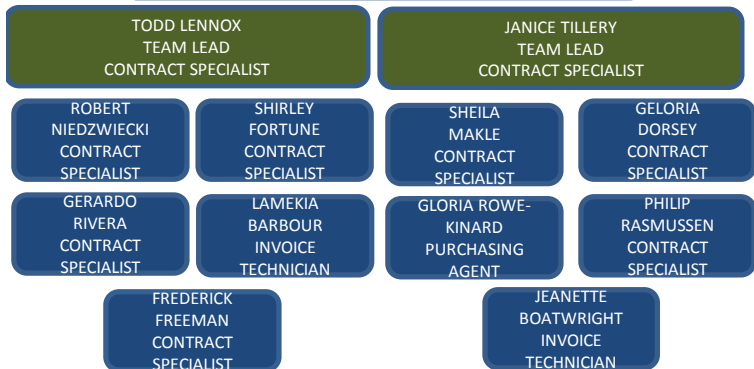 TODD LENNOX
TEAM LEAD
CONTRACT SPECIALIST
JANICE TILLERY
TEAM LEAD
CONTRACT SPECIALIST
ROBERT
NIEDZWIECKI
CONTRACT
SPECIALIST
SHIRLEY
FORTUNE
CONTRACT
SPECIALIST
SHEILA
MAKLE
CONTRACT
SPECIALIST
GELORIA
DORSEY
CONTRACT
SPECIALIST
GERARDO
RIVERA
CONTRACT
SPECIALIST
LAMEKIA
BARBOUR
INVOICE
TECHNICIAN
GLORIA ROWE-
KINARD
PURCHASING
AGENT
PHILIP
RASMUSSEN
CONTRACT
SPECIALIST
FREDERICK
FREEMAN
CONTRACT
SPECIALIST
JEANETTE
BOATWRIGHT
INVOICE
TECHNICIAN